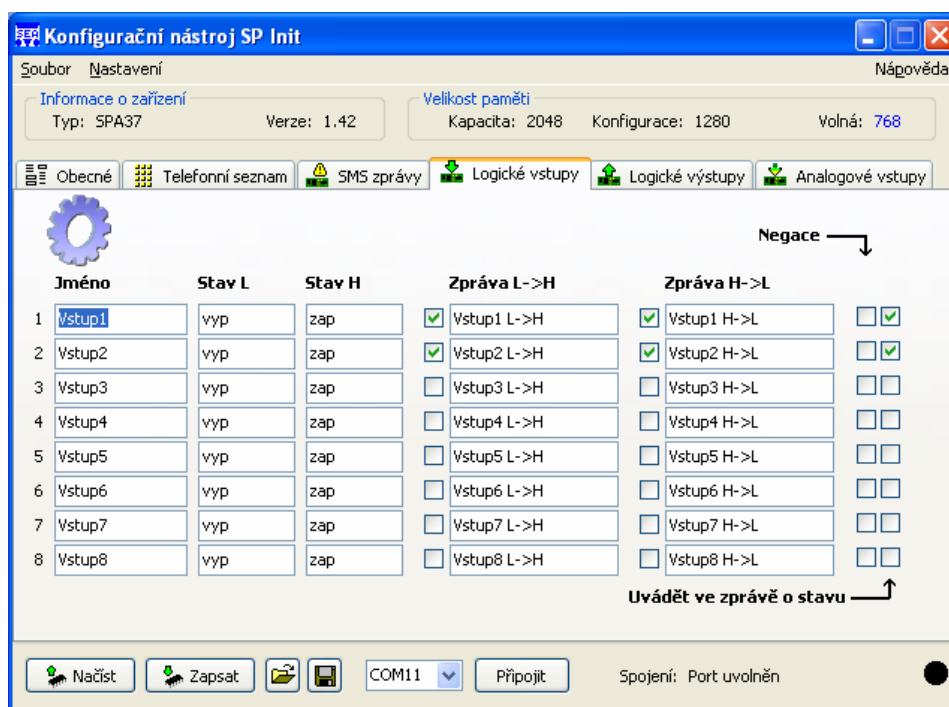 Konfigurační nástroj SP Init
Soubor Nastavení Nápověda
Informace o zařízení Velikost paměti
Typ: SPA37 Verze: 1.42 Kapacita: 2048 Konfigurace: 1280 Volná: 768
Obecné Telefonní seznam SMS zprávy Logické vstupy Logické výstupy Analogové vstupy
Negace
Jméno Stav L Stav H Zpráva L->H Zpráva H->L
1 Vstup1 vyp zap Vstup1 L->H Vstup1 H->L
2 Vstup2 vyp zap Vstup2 L->H Vstup2 H->L
3 Vstup3 vyp zap Vstup3 L->H Vstup3 H->L
4 Vstup4 vyp zap Vstup4 L->H Vstup4 H->L
5 Vstup5 vyp zap Vstup5 L->H Vstup5 H->L
6 Vstup6 vyp zap Vstup6 L->H Vstup6 H->L
7 Vstup7 vyp zap Vstup7 L->H Vstup7 H->L
8 Vstup8 vyp zap Vstup8 L->H Vstup8 H->L
Uvádět ve zprávě o stavu
Načíst Zapsat COM11 Připojit Spojení: Port uvolněn